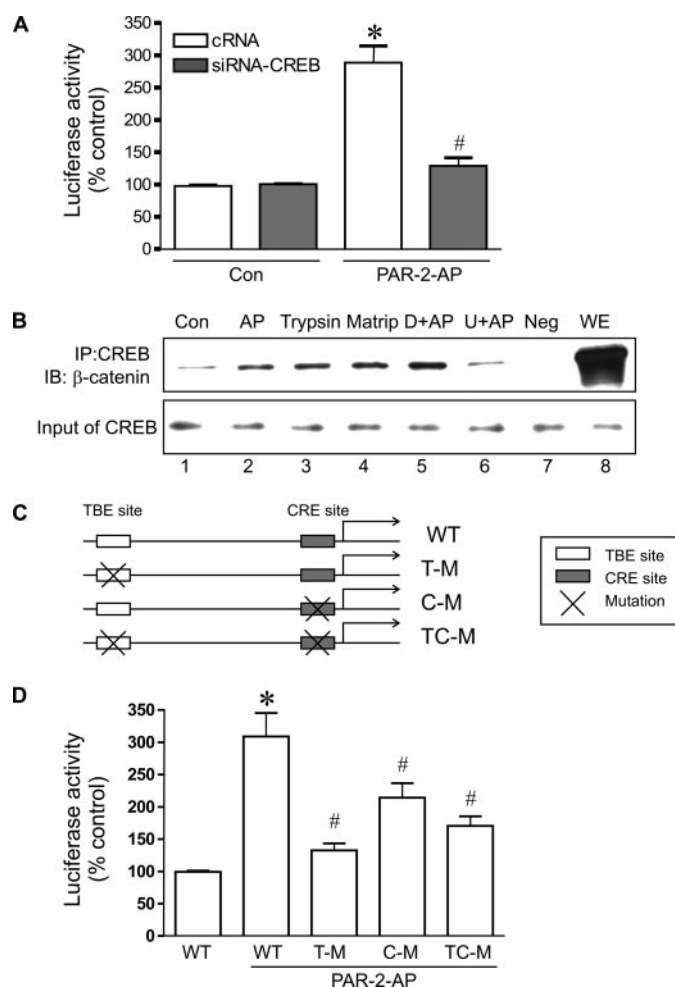 A
Luciferase activity
(% control)
350
300
250
200
150
100
50
0
cRNA
siRNA-CREB
*
#
Con
PAR-2-AP
B
Con AP Trypsin Matrip D+AP U+AP Neg WE
IP:CREB
IB: β-catenin
Input of CREB
1 2 3 4 5 6 7 8
C
TBE site CRE site
WT
T-M
C-M
TC-M
TBE site
CRE site
Mutation
D
Luciferase activity
(% control)
350
300
250
200
150
100
50
0
*
#
#
#
WT WT T-M C-M TC-M
PAR-2-AP